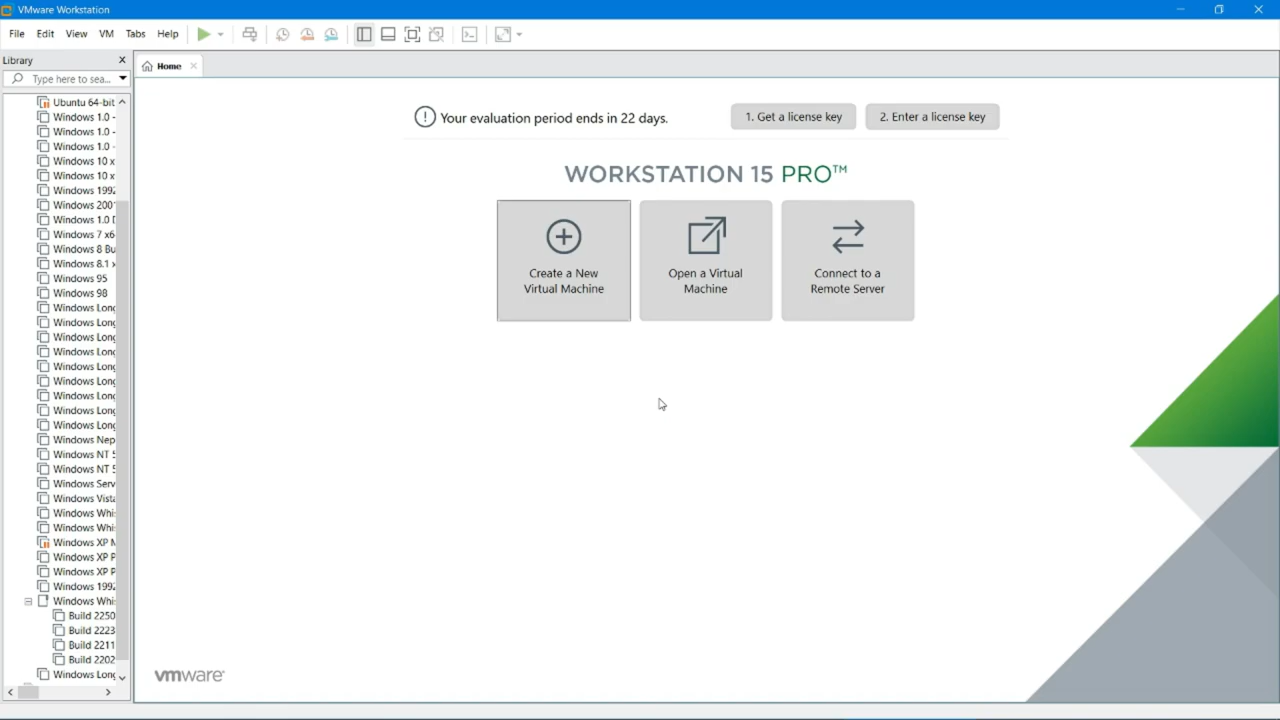 VMware Workstation
File Edit View VM Tabs Help
Library
Type here to sea...
Home
Ubuntu 64-bit
Windows 1.0 -
Windows 1.0 -
Windows 1.0 -
Windows 10 x
Windows 10 x
Windows 1992
Windows 2001
Windows 1.0 D
Windows 7 x6
Windows 8 Bu
Windows 8.1 x
Windows 95
Windows 98
Windows Long
Windows Long
Windows Long
Windows Long
Windows Long
Windows Long
Windows Long
Windows Long
Windows Long
Windows Nep
Windows NT 5
Windows NT 5
Windows Serv
Windows Vista
Windows Whi
Windows Whi
Windows XP M
Windows XP P
Windows XP P
Windows 1992
Windows Whi
Build 2250
Build 2223
Build 2211
Build 2202
Windows Long
Your evaluation period ends in 22 days.
1. Get a license key
2. Enter a license key
WORKSTATION 15 PRO™
Create a New
Virtual Machine
Open a Virtual
Machine
Connect to a
Remote Server
vmware®